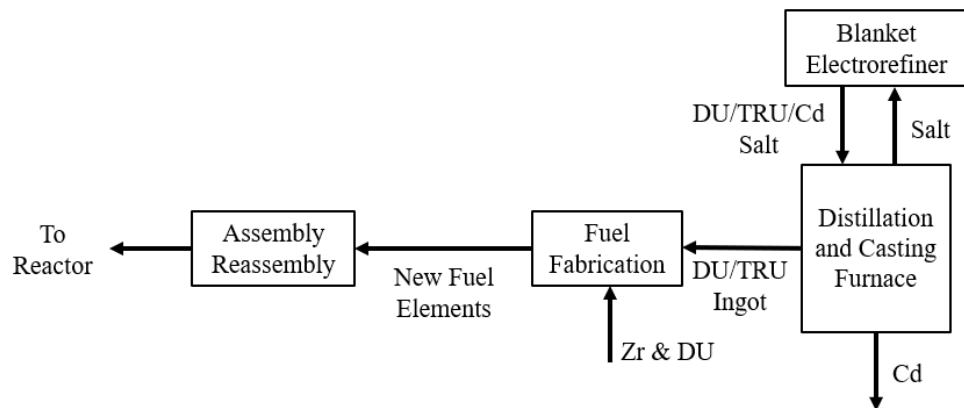 Blanket
Electrorefiner
DU/TRU/Cd
Salt
Salt
Distillation
and Casting
Furnace
Cd
DU/TRU
Ingot
Fuel
Fabrication
Zr & DU
New Fuel
Elements
Assembly
Reassembly
To
Reactor